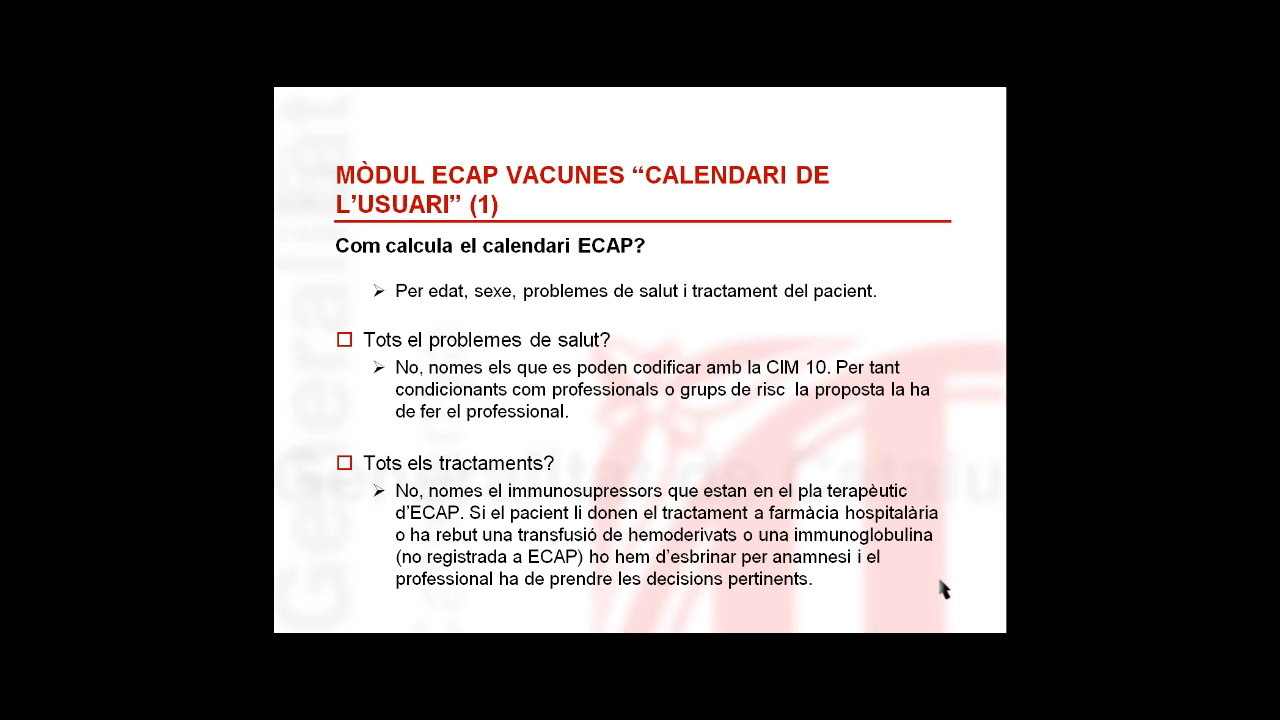 MÒDUL ECAP VACUNES “CALENDARI DE
L’USUARI” (1)
Com calcula el calendari ECAP?
Per edat, sexe, problemes de salut i tractament del pacient.
Tots el problemes de salut?
No, nomes els que es poden codificar amb la CIM 10. Per tant
condicionants com professionals o grups de risc la proposta la ha
de fer el professional.
Tots els tractaments?
No, nomes el immunosupressors que estan en el pla terapèutic
d’ECAP. Si el pacient li donen el tractament a farmàcia hospitalària
o ha rebut una transfusió de hemoderivats o una immunoglobulina
(no registrada a ECAP) ho hem d’esbrinar per anamnesi i el
professional ha de prendre les decisions pertinents.
Generalitat